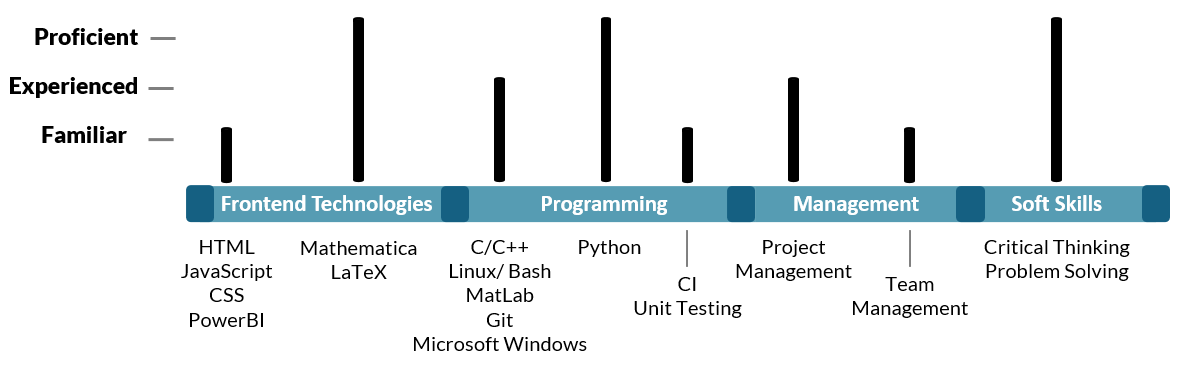 Proficient
Experienced
Familiar
Frontend Technologies
Programming
Management
Soft Skills
HTML
JavaScript
CSS
PowerBI
Mathematica
LaTeX
C/C++
Linux/ Bash
MatLab
Git
Microsoft Windows
Python
CI
Unit Testing
Project
Management
Team
Management
Critical Thinking
Problem Solving